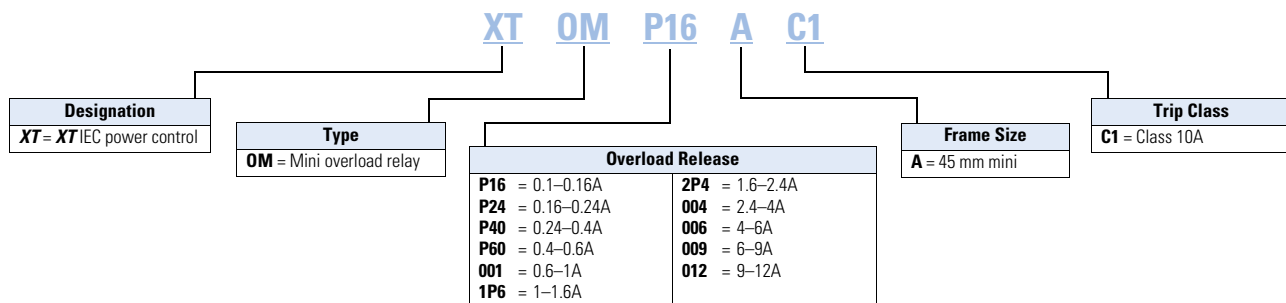 XT OM P16 A C1
Designation
XT = XT IEC power control
Type
OM = Mini overload relay
Overload Release
P16 = 0.1–0.16A
P24 = 0.16–0.24A
P40 = 0.24–0.4A
P60 = 0.4–0.6A
001 = 0.6–1A
1P6 = 1–1.6A
2P4 = 1.6–2.4A
004 = 2.4–4A
006 = 4–6A
009 = 6–9A
012 = 9–12A
Frame Size
A = 45 mm mini
Trip Class
C1 = Class 10A